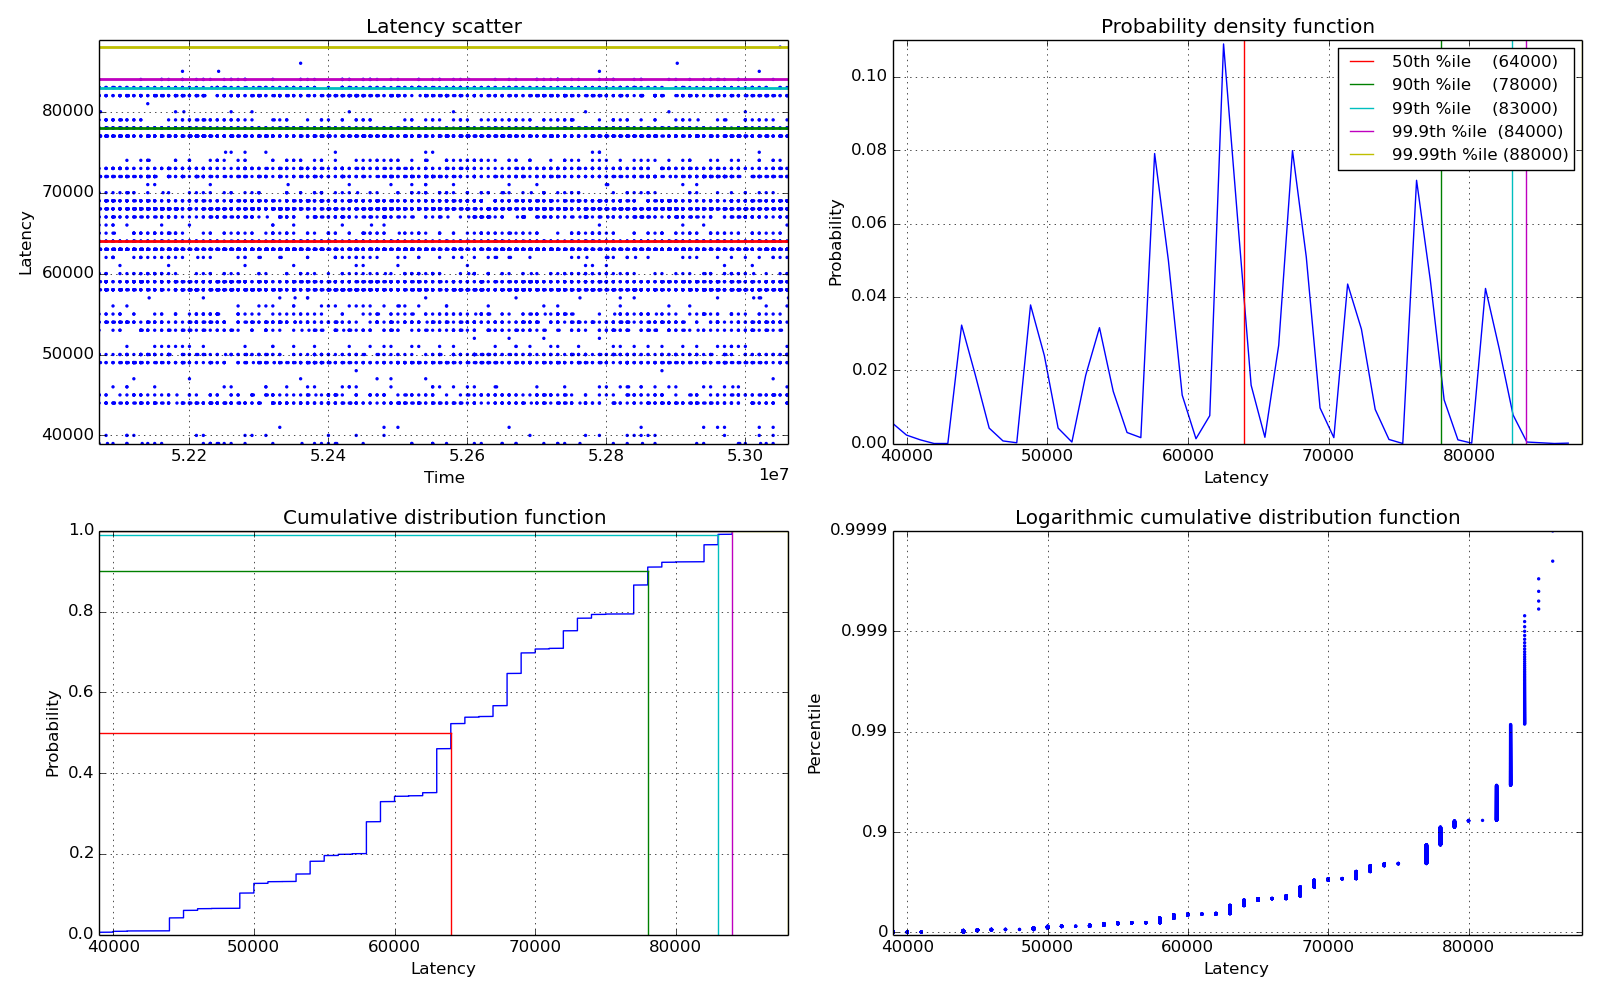 Latency scatter
80000
70000
60000
50000
40000
Latency
5.22
5.24
5.26
5.28
5.30
1e7
Time
Probability density function
50th %ile (64000)
90th %ile (78000)
99th %ile (83000)
99.9th %ile (84000)
99.99th %ile (88000)
0.10
0.08
0.06
0.04
0.02
0.00
Probability
40000
50000
60000
70000
80000
Latency
Cumulative distribution function
1.0
0.8
0.6
0.4
0.2
0.0
Probability
40000
50000
60000
70000
80000
Latency
Logarithmic cumulative distribution function
0.9999
0.999
0.99
0.9
0
Percentile
40000
50000
60000
70000
80000
Latency